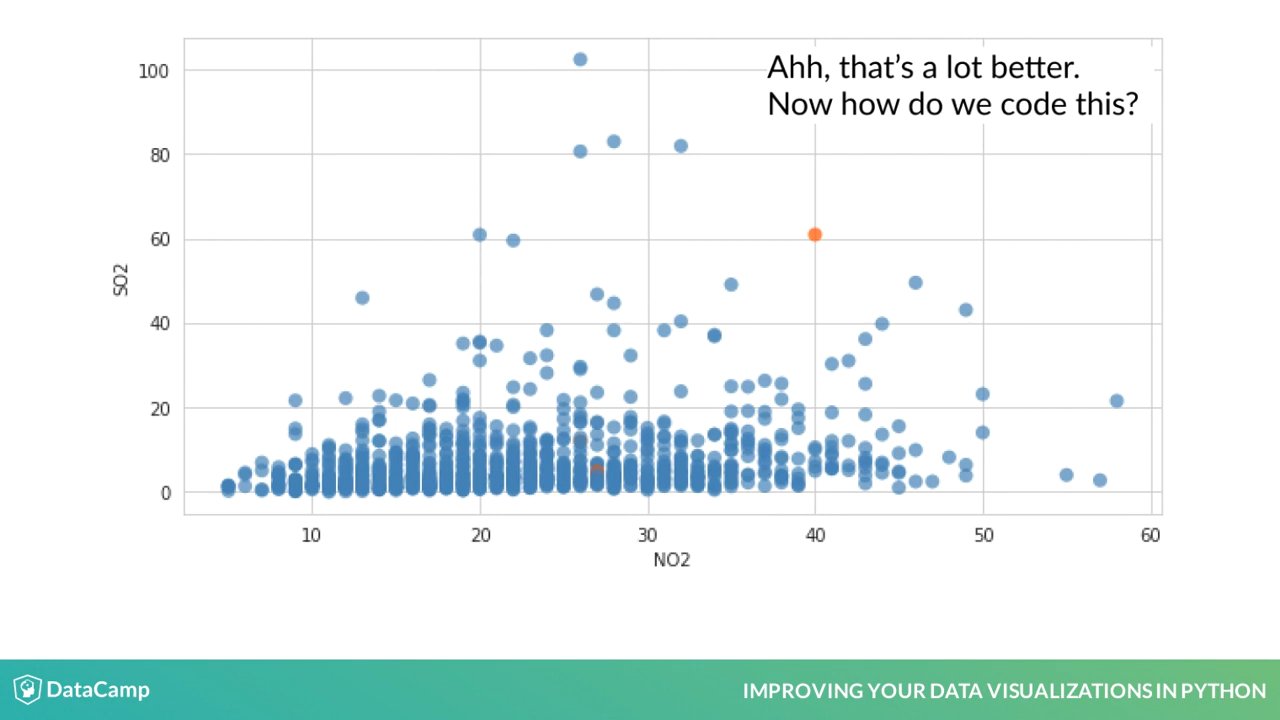 Ahh, that's a lot better.
Now how do we code this?
100
80
60
40
20
0
SO2
10 20 30 40 50 60
NO2
DataCamp
IMPROVING YOUR DATA VISUALIZATIONS IN PYTHON